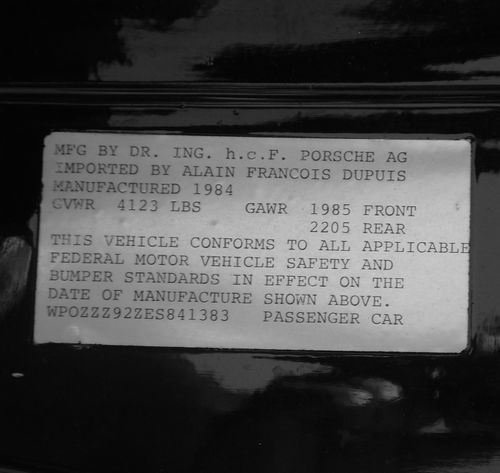 MFG BY DR. ING. h.c.F. PORSCHE AG
IMPORTED BY ALAIN FRANCOIS DUPUIS
MANUFACTURED 1984
GVWR 4123 LBS GAWR 1985 FRONT
2205 REAR
THIS VEHICLE CONFORMS TO ALL APPLICABLE
FEDERAL MOTOR VEHICLE SAFETY AND
BUMPER STANDARDS IN EFFECT ON THE
DATE OF MANUFACTURE SHOWN ABOVE.
WPOZZZ92ZES841383 PASSENGER CAR